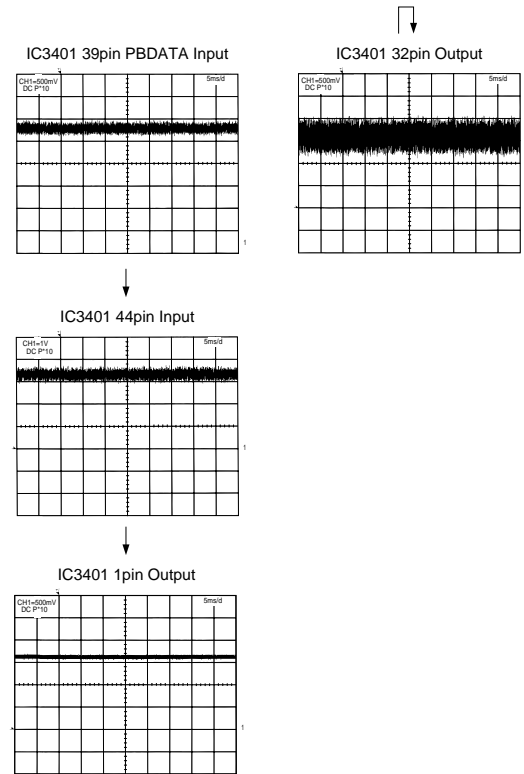 IC3401 39pin PBDATA Input
CH1=500mV
DC P*10
5ms/d
1
IC3401 44pin Input
CH1=1V
DC P*10
5ms/d
1
IC3401 1pin Output
CH1=500mV
DC P*10
5ms/d
1
IC3401 32pin Output
CH1=500mV
DC P*10
5ms/d